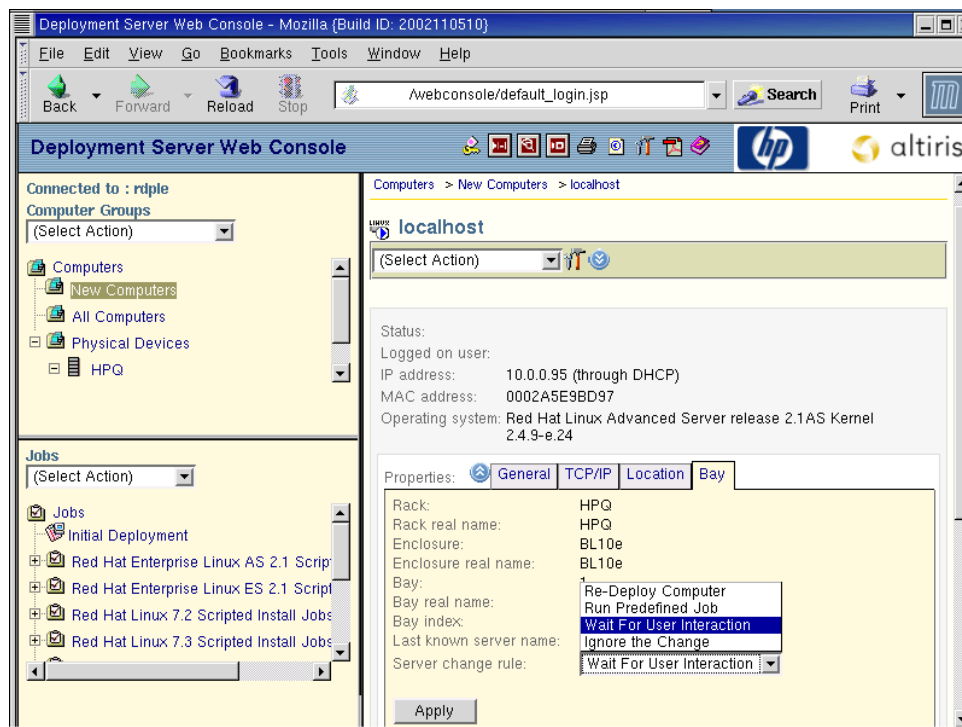 Deployment Server Web Console - Mozilla {Build ID: 2002110510}
File Edit View Go Bookmarks Tools Window Help
Back Forward Reload Stop /webconsole/default_login.jsp Search Print
Deployment Server Web Console
hp altiris
Connected to : rdple
Computer Groups
(Select Action)
Computers
New Computers
All Computers
Physical Devices
HPQ
Jobs
(Select Action)
Jobs
Initial Deployment
Red Hat Enterprise Linux AS 2.1 Scrip
Red Hat Enterprise Linux ES 2.1 Script
Red Hat Linux 7.2 Scripted Install Jobs
Red Hat Linux 7.3 Scripted Install Jobs
Computers > New Computers > localhost
LINUX localhost
(Select Action)
Status:
Logged on user:
IP address: 10.0.0.95 (through DHCP)
MAC address: 0002A5E9BD97
Operating system: Red Hat Linux Advanced Server release 2.1AS Kernel
2.4.9-e.24
Properties: General TCP/IP Location Bay
Rack: HPQ
Rack real name: HPQ
Enclosure: BL10e
Enclosure real name: BL10e
Bay:
Bay real name:
Bay index:
Last known server name:
Re-Deploy Computer
Run Predefined Job
Wait For User Interaction
Ignore the Change
Server change rule: Wait For User Interaction
Apply